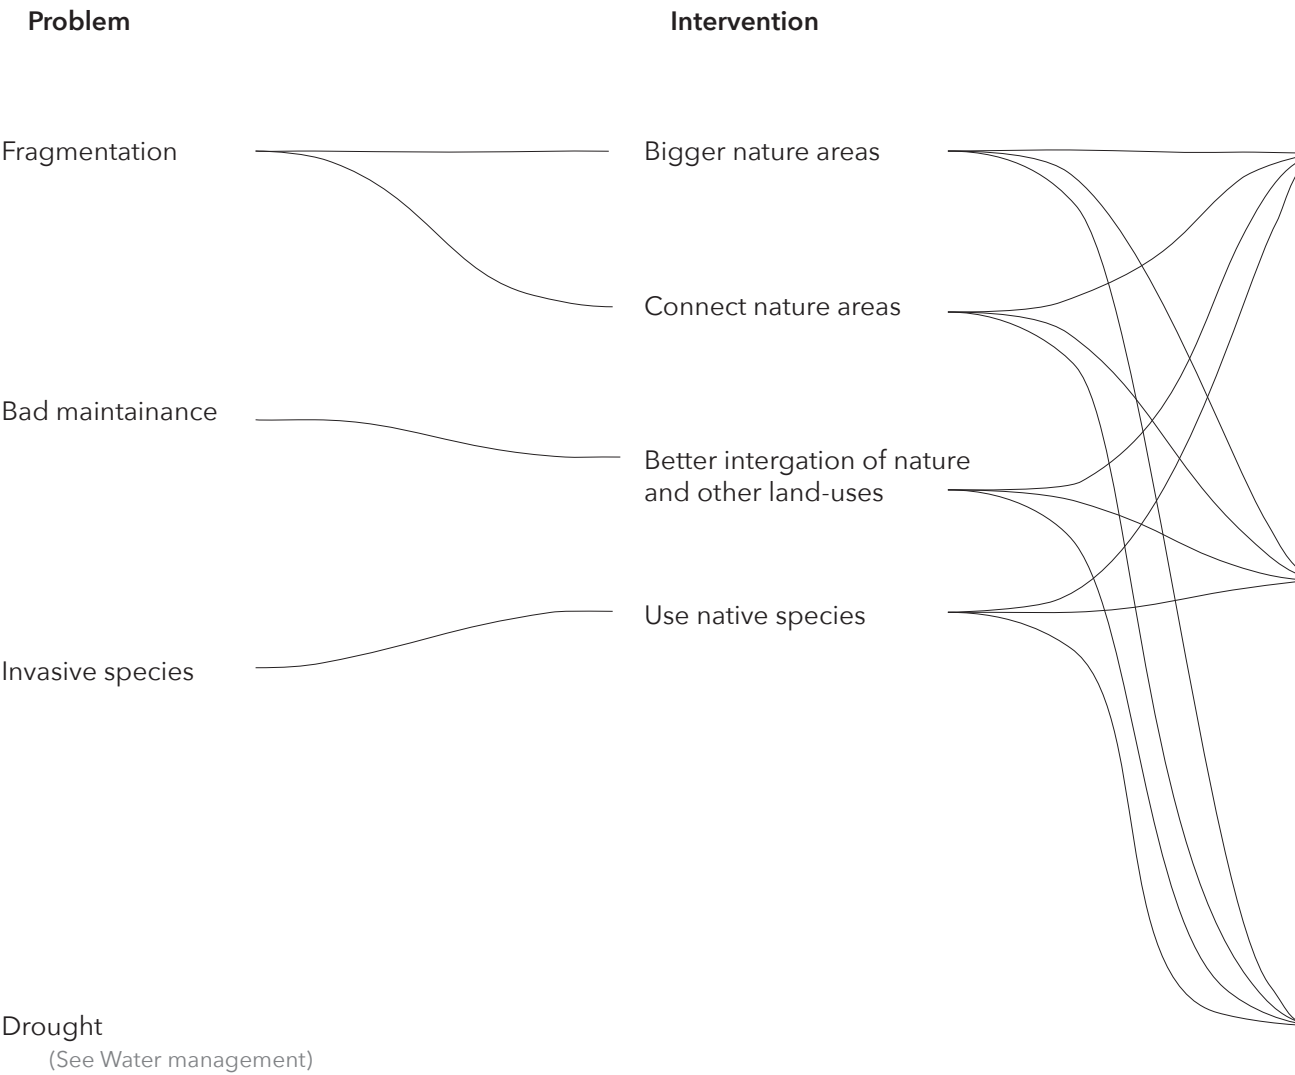 Problem
Intervention
Fragmentation
Bigger nature areas
Connect nature areas
Bad maintainance
Better intergation of nature
and other land-uses
Use native species
Invasive species
Drought
(See Water management)